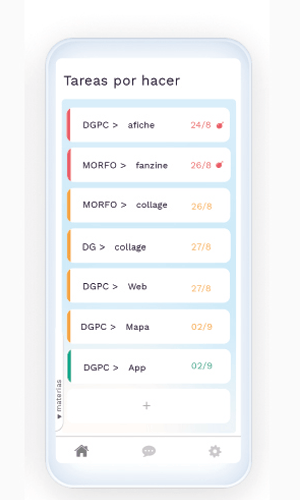 Tareas por hacer
DGPC > afiche 24/8
MORFO > fanzine 26/8
MORFO > collage 26/8
DG > collage 27/8
DGPC > Web 27/8
DGPC > Mapa 02/9
DGPC > App 02/9
+
▼ materias